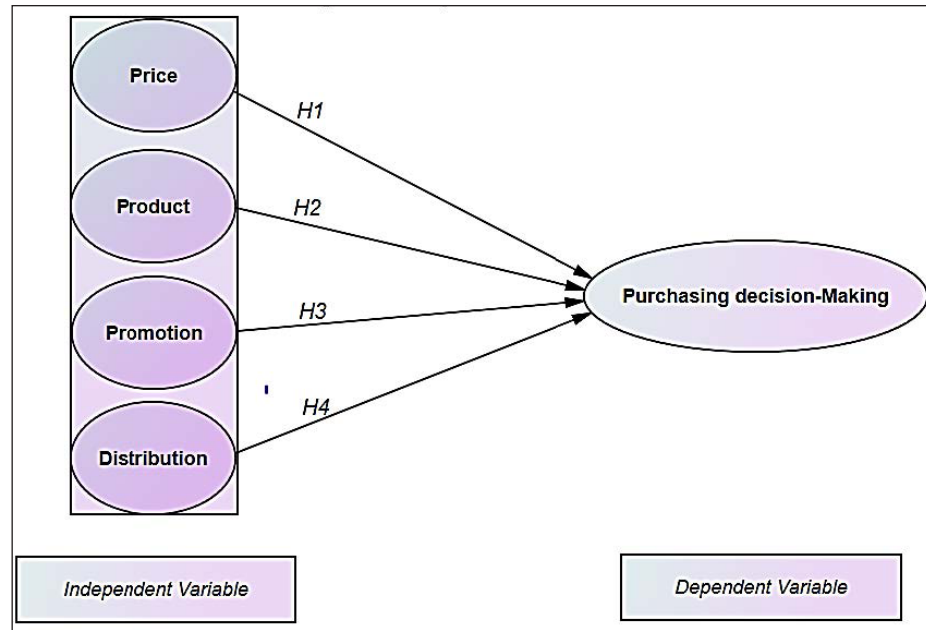 Price
H1
Product
H2
Purchasing decision-Making
Promotion
H3
H4
Distribution
Independent Variable
Dependent Variable